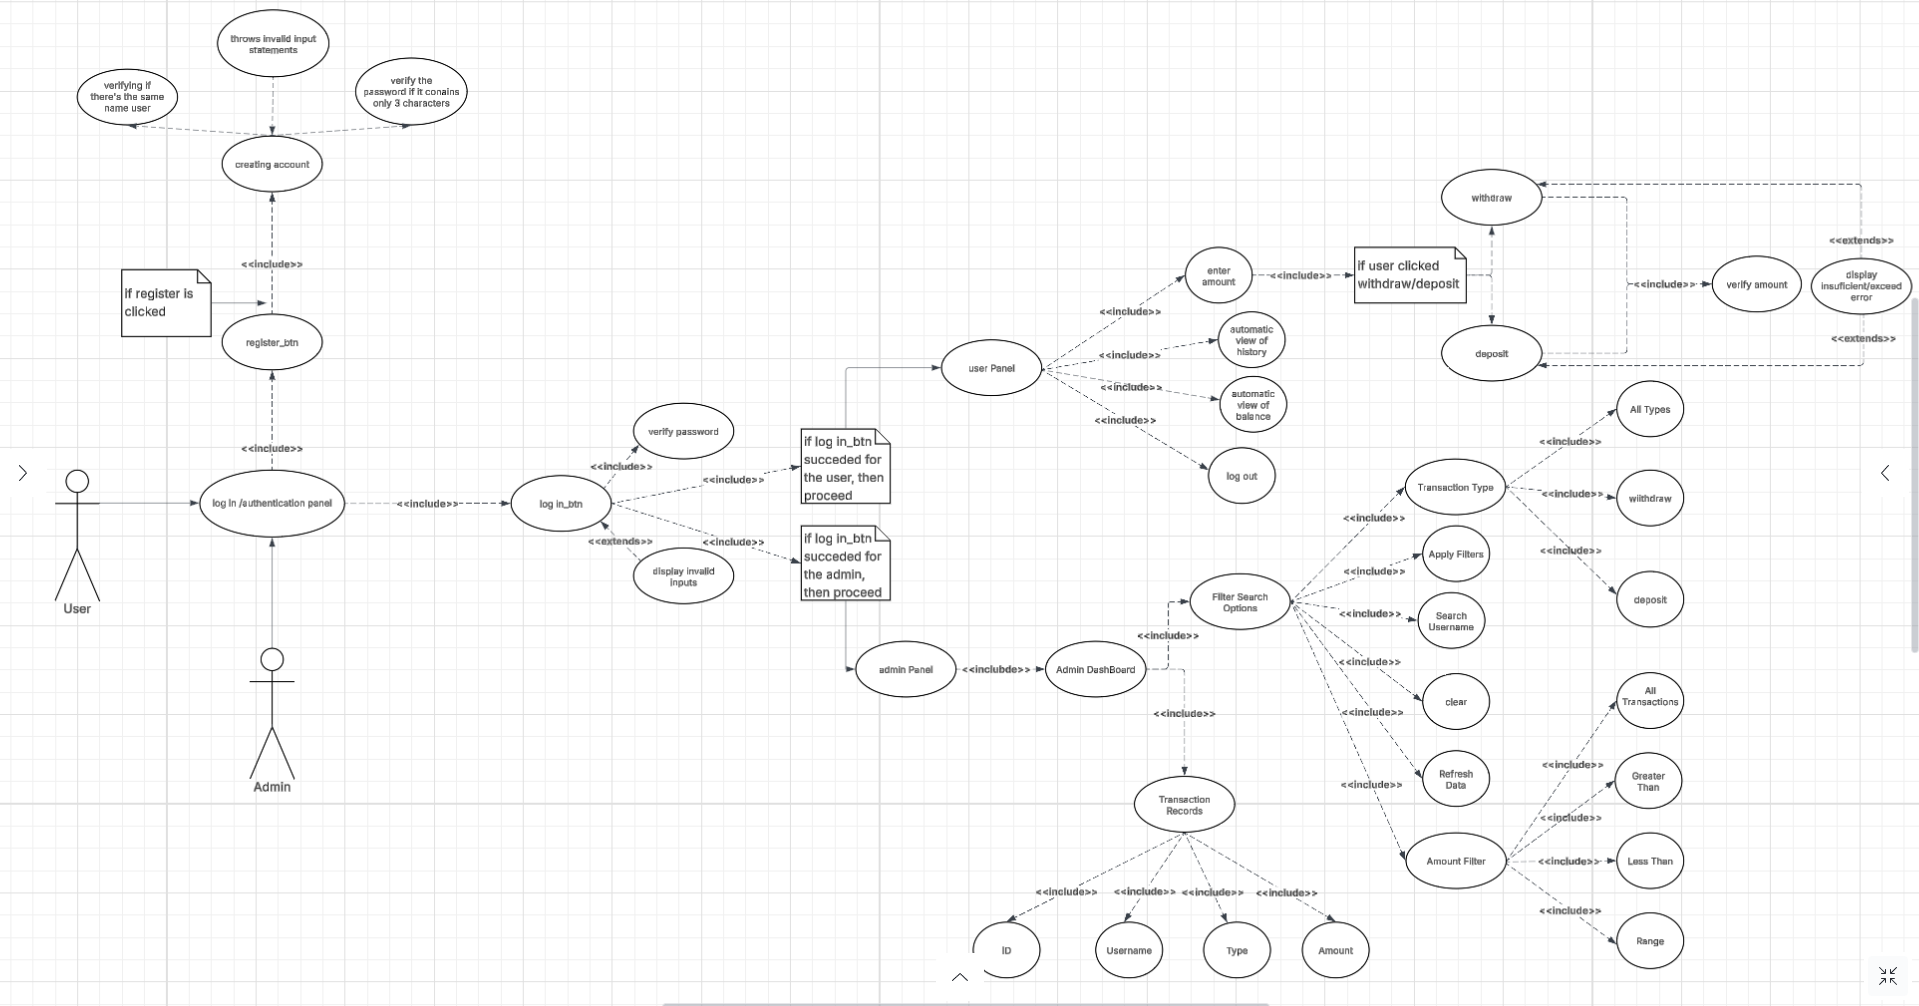 throws invalid input
statements
verifying if
there's the same
name user
verify the
password if it conains
only 3 characters
creating account
<<include>>
if register is
clicked
register_btn
<<include>>
log in /authentication panel
User
Admin
<<include>>
log in_btn
verify password
<<include>>
<<include>>
<<extends>>
<<include>>
display invalid
inputs
if log in_btn
succeded for
the user, then
proceed
if log in_btn
succeded for
the admin,
then proceed
user Panel
<<include>>
<<include>>
<<include>>
<<include>>
enter
amount
automatic
view of
history
automatic
view of
balance
log out
<<include>>
if user clicked
withdraw/deposit
withdraw
deposit
<<include>>
verify amount
<<extends>>
display
insuficient/exceed
error
<<extends>>
admin Panel
<<inclubde>>
Admin DashBoard
<<include>>
<<include>>
Filter Search
Options
<<include>>
<<include>>
<<include>>
<<include>>
<<include>>
<<include>>
Transaction Type
Apply Filters
Search
Username
clear
Refresh
Data
Amount Filter
<<include>>
<<include>>
<<include>>
All Types
wiithdraw
deposit
<<include>>
<<include>>
<<include>>
<<include>>
All
Transactions
Greater
Than
Less Than
Range
Transaction
Records
<<include>>
<<include>>
<<include>>
<<include>>
ID
Username
Type
Amount